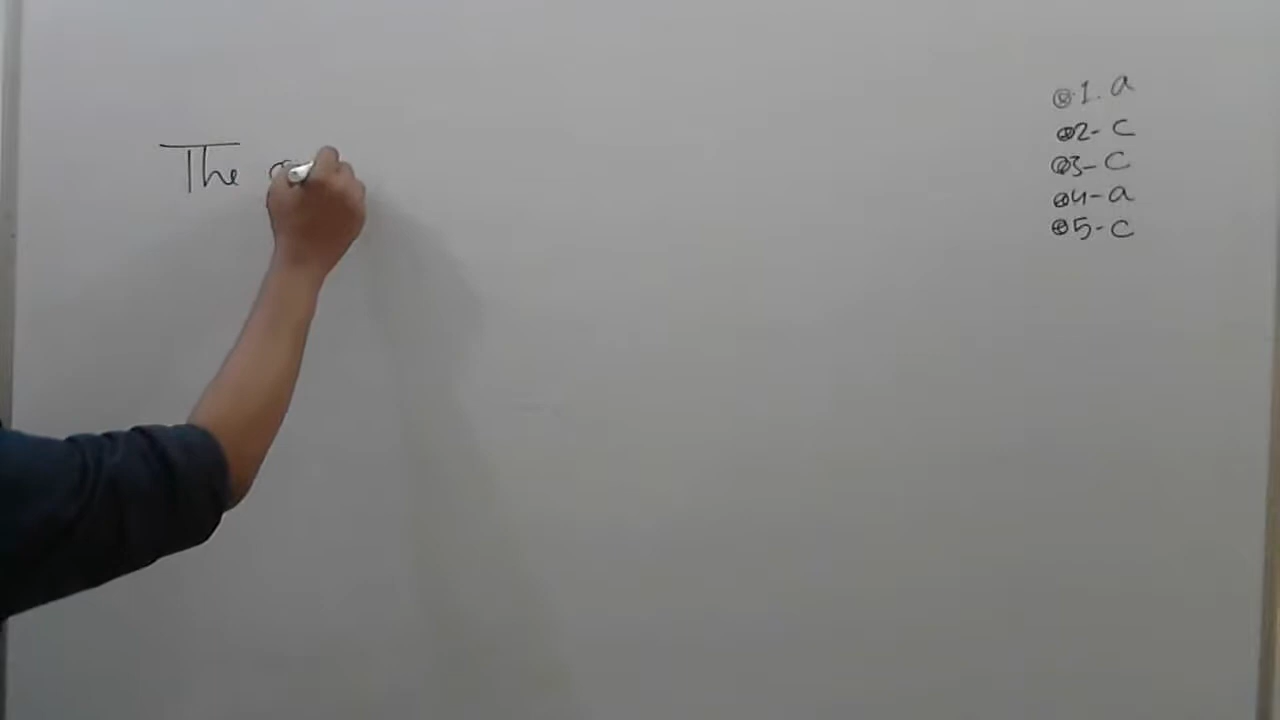 The
1. a
2- c
3- c
4- a
5- c